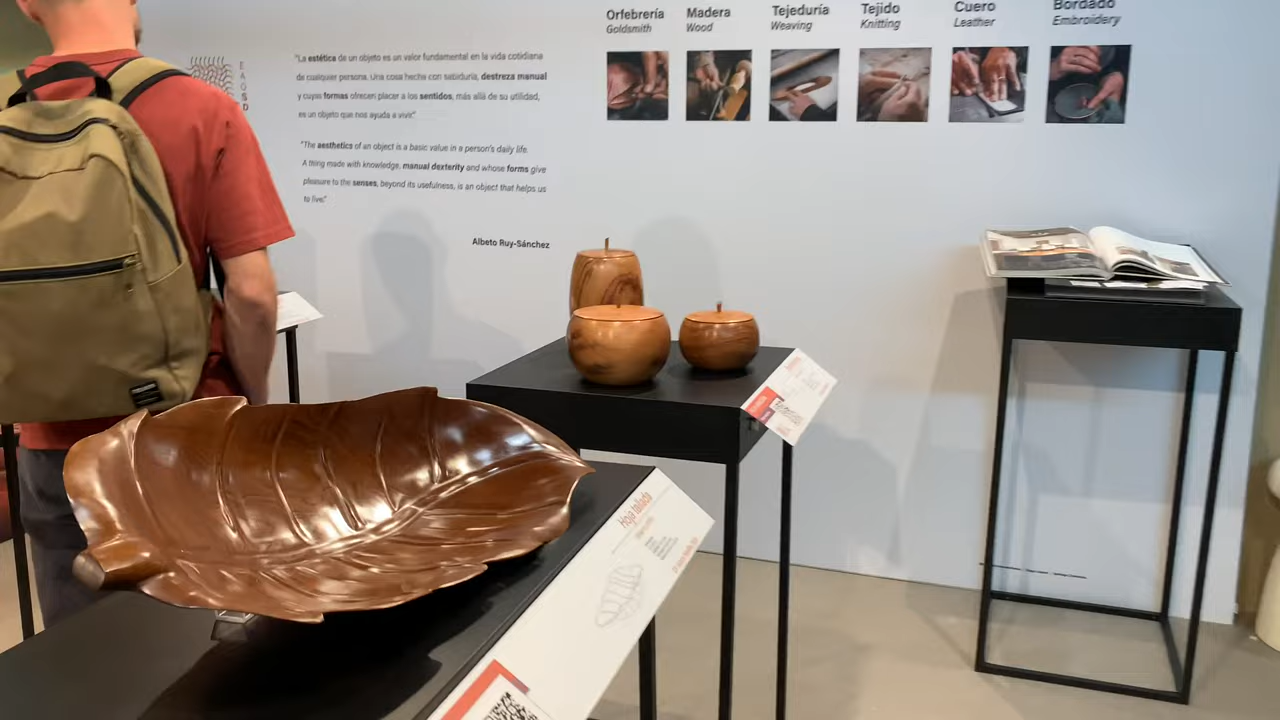 Orfebrería
Goldsmith
Madera
Wood
Tejeduría
Weaving
Tejido
Knitting
Cuero
Leather
Bordado
Embroidery
"La estética de un objeto es un valor fundamental en la vida cotidiana
de cualquier persona. Una cosa hecha con sabiduría, destreza manual
y cuyas formas ofrecen placer a los sentidos, más allá de su utilidad,
es un objeto que nos ayuda a vivir."
"The aesthetics of an object is a basic value in a person's daily life.
A thing made with knowledge, manual dexterity and whose forms give
pleasure to the senses, beyond its usefulness, is an object that helps us
to live."
Albeto Ruy-Sánchez
Hoja tallada